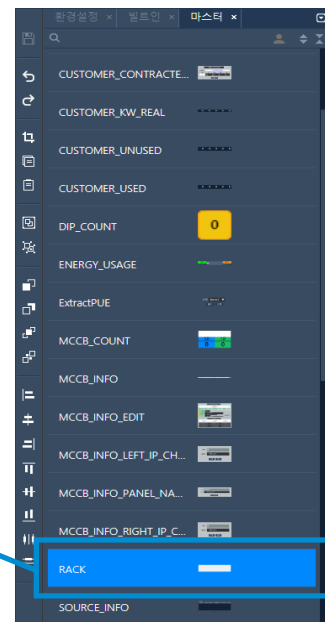 환경설정 × 빌트인 × 마스터 ×
CUSTOMER_CONTRACTE...
CUSTOMER_KW_REAL
CUSTOMER_UNUSED
CUSTOMER_USED
DIP_COUNT 0
ENERGY_USAGE
ExtractPUE
MCCB_COUNT
MCCB_INFO
MCCB_INFO_EDIT
MCCB_INFO_LEFT_IP_CH...
MCCB_INFO_PANEL_NA...
MCCB_INFO_RIGHT_IP_C...
RACK
SOURCE_INFO